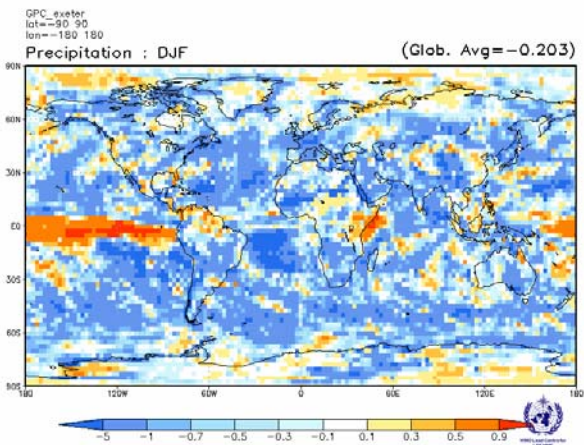 GPC_exeter
lat=-90 90
lon=-180 180
Precipitation : DJF (Glob. Avg=-0.203)
90N
60N
30N
EQ
30S
60S
90S
180 120W 60W 0 60E 120E 180
-5 -1 -0.7 -0.5 -0.3 -0.1 0.1 0.3 0.5 0.9